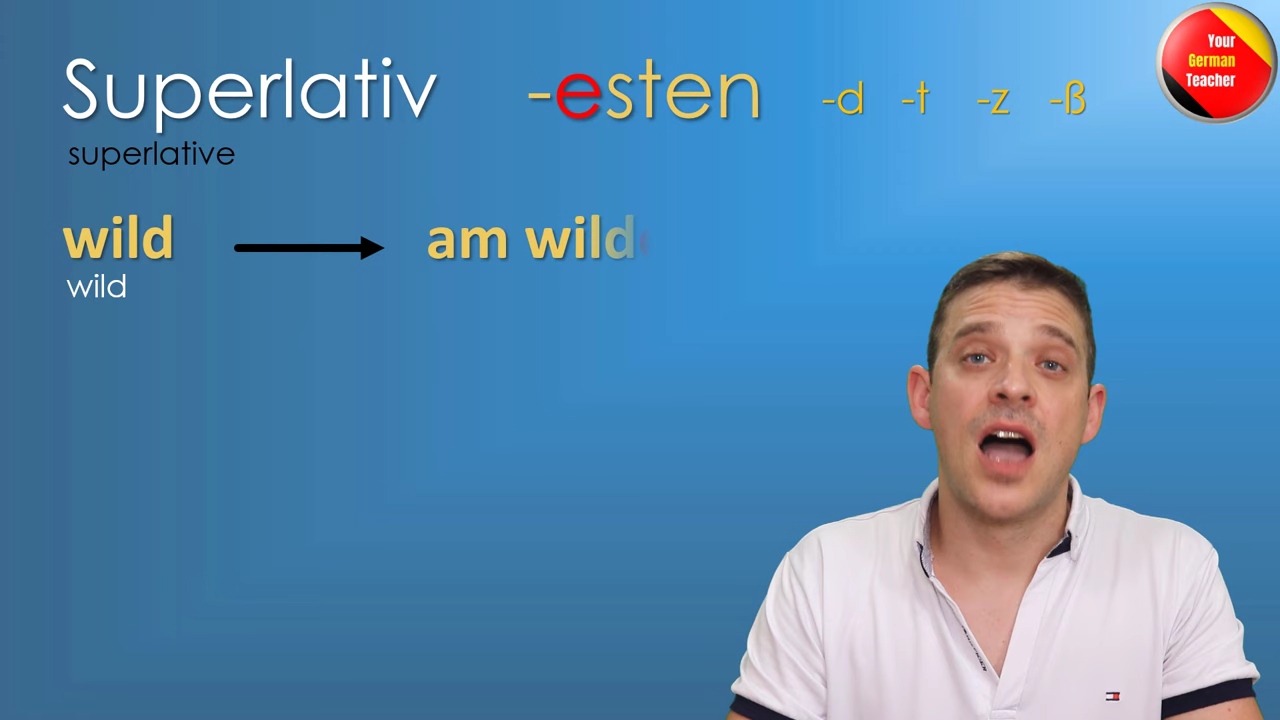 Superlativ -esten -d -t -z -ß
superlative
wild am wild
wild
Your
German
Teacher